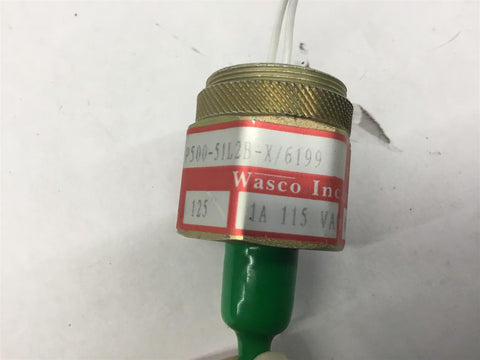 P500-51L2B-X/6199
Wasco Inc
125 1A 115 VA